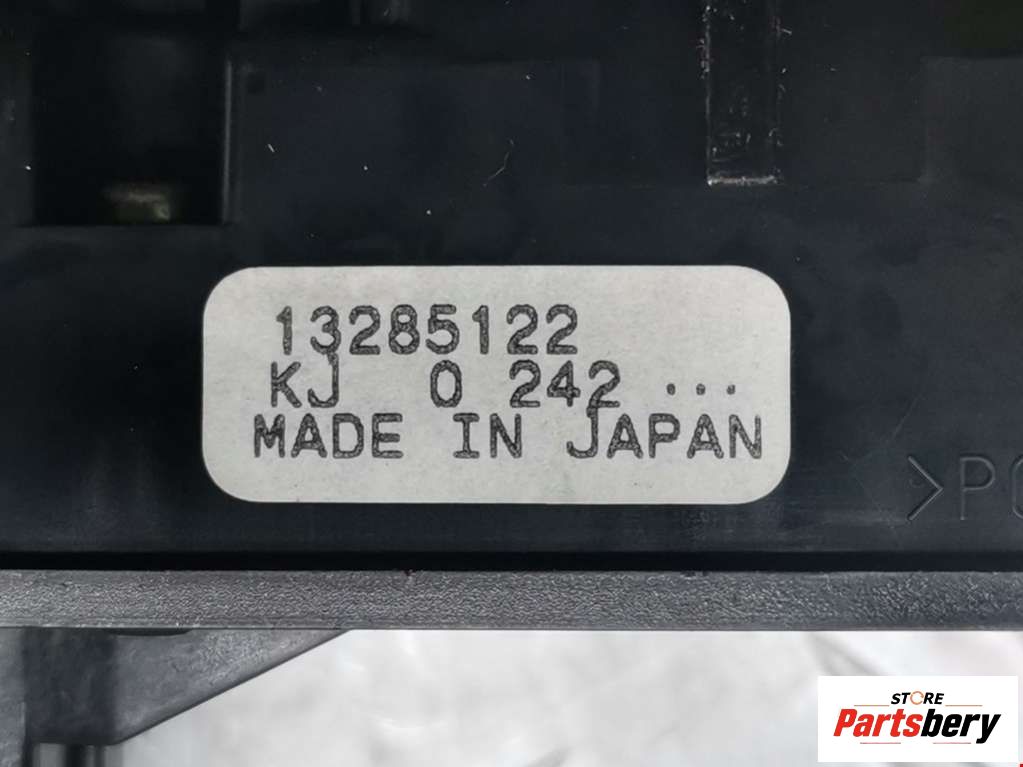 13285122
KJ 0 242 ...
MADE IN JAPAN
STORE
Partsbery